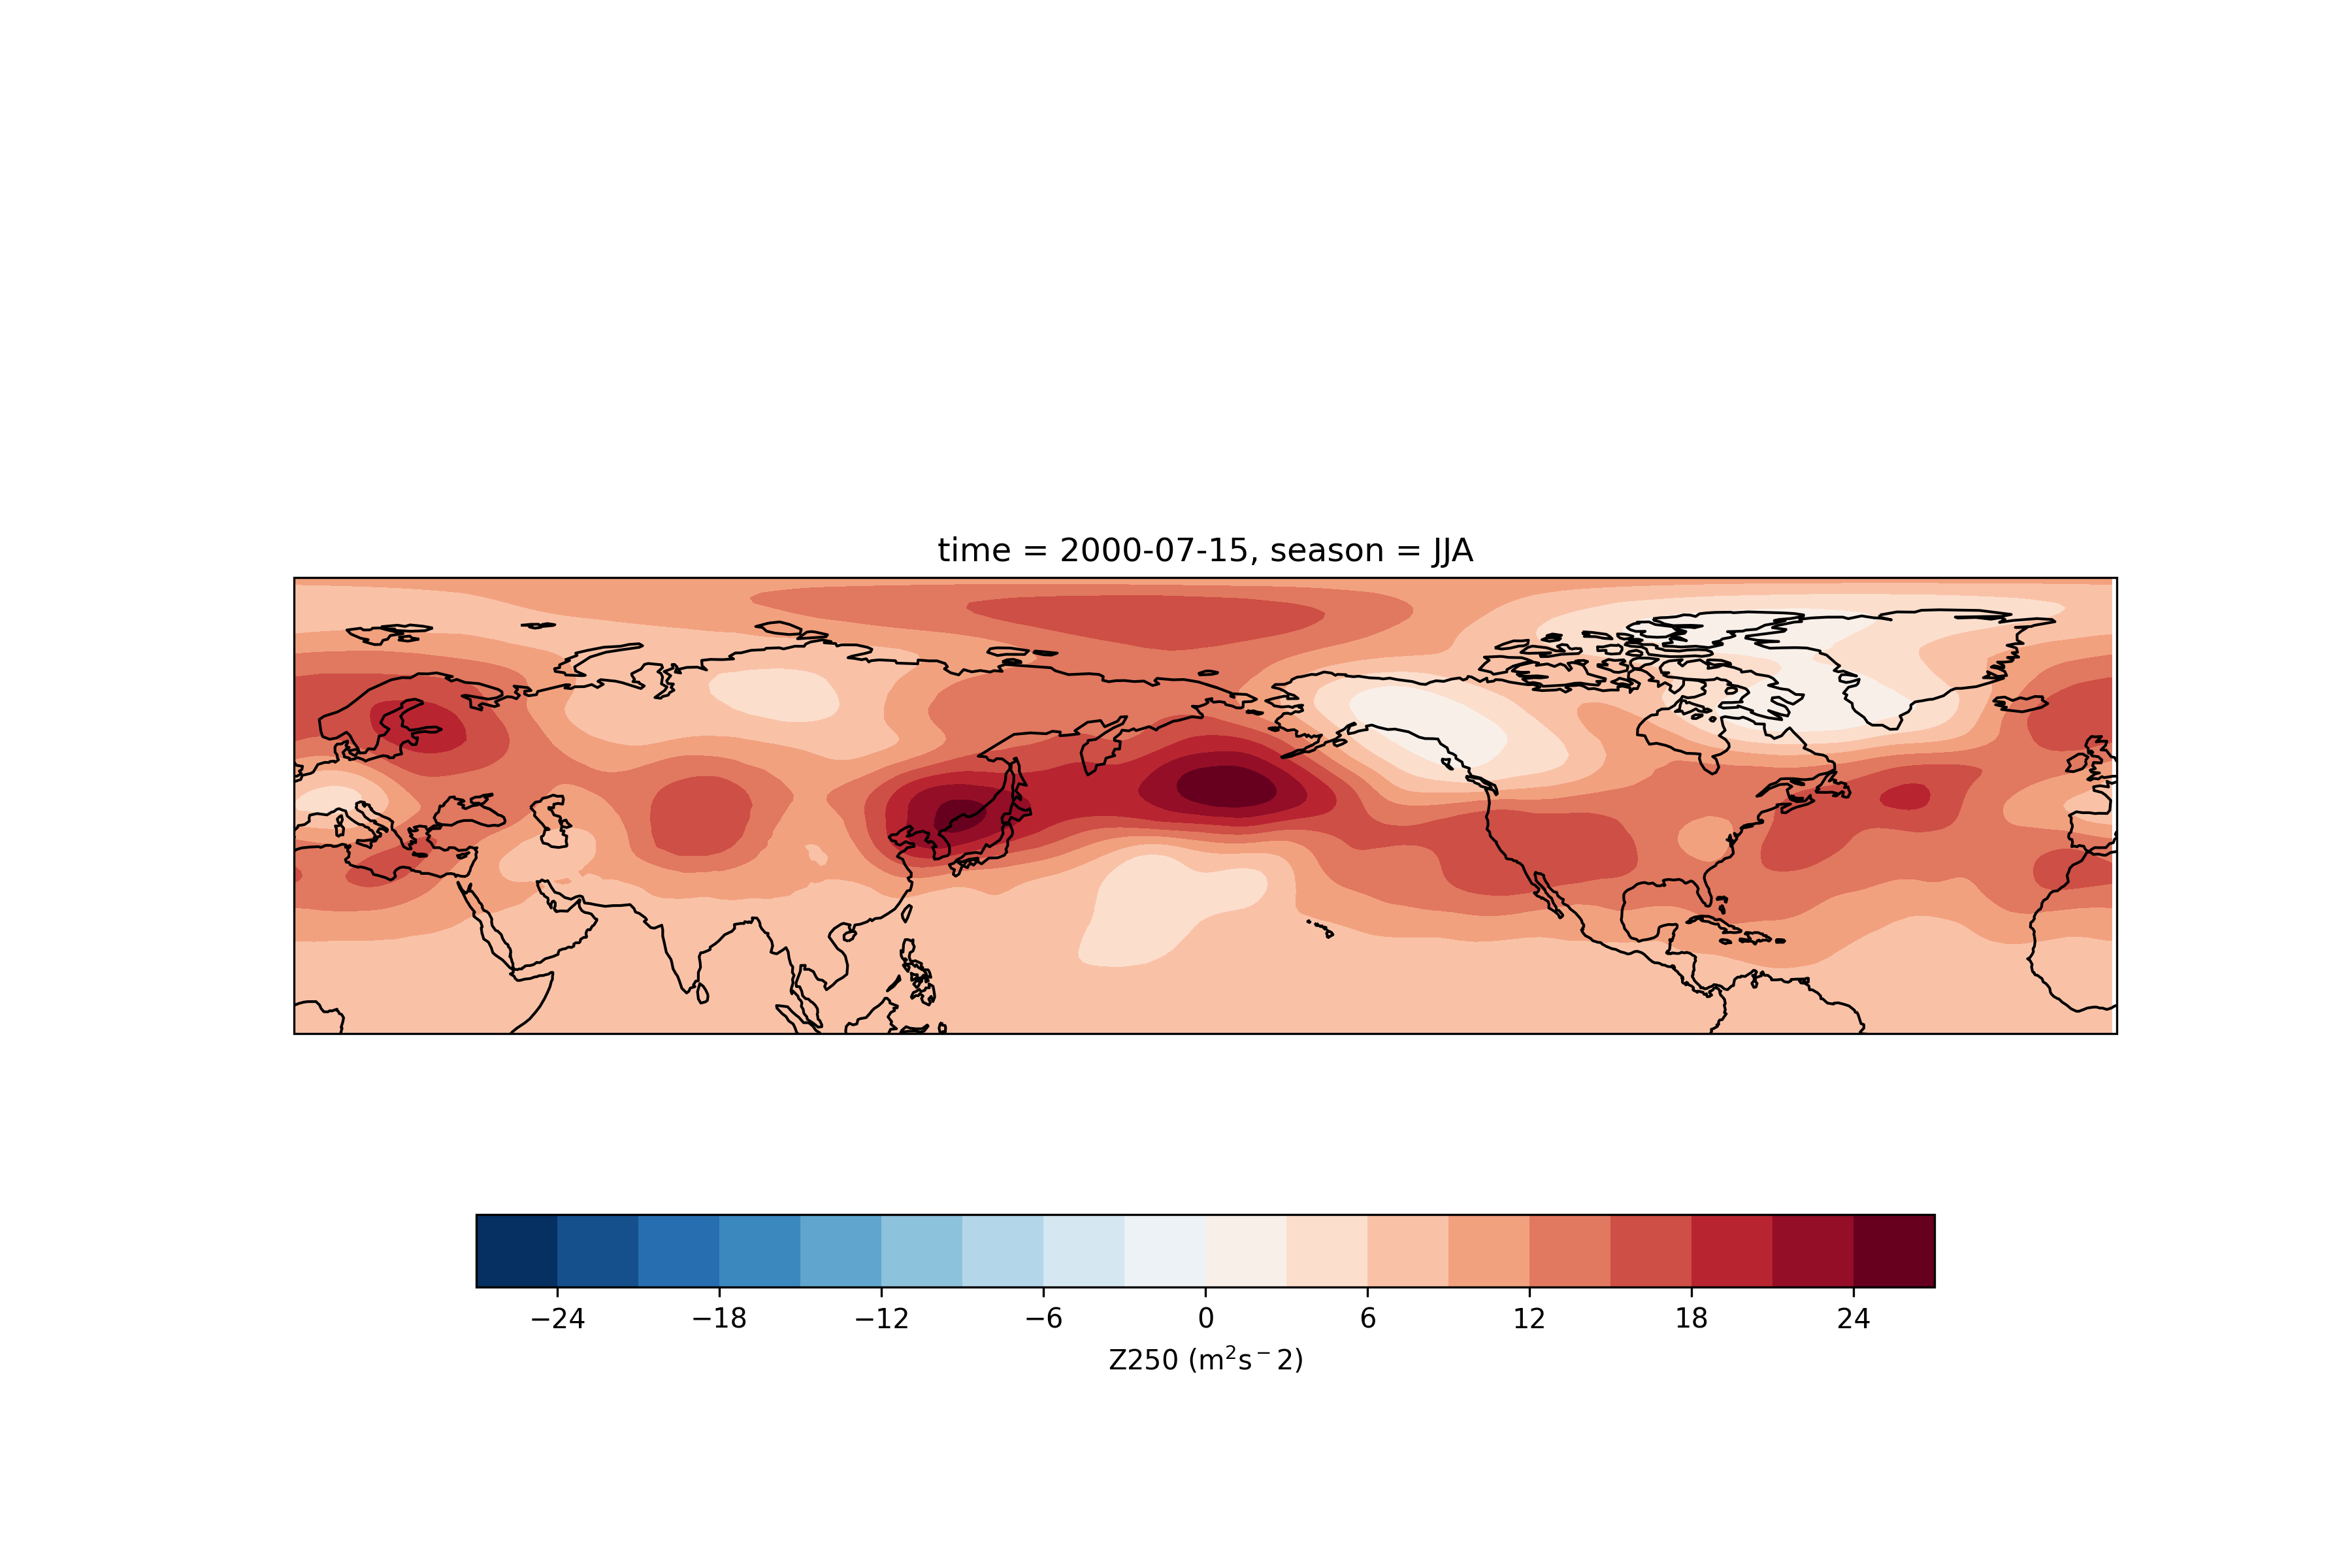 time = 2000-07-15, season = JJA
−24 −18 −12 −6 0 6 12 18 24
Z250 (m²s⁻2)